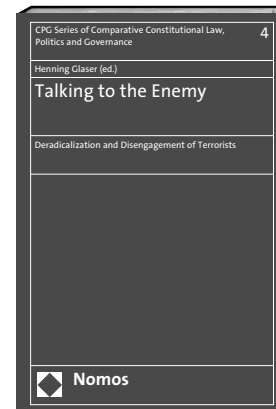 CPG Series of Comparative Constitutional Law,
Politics and Governance
4
Henning Glaser (ed.)
Talking to the Enemy
Deradicalization and Disengagement of Terrorists
Nomos